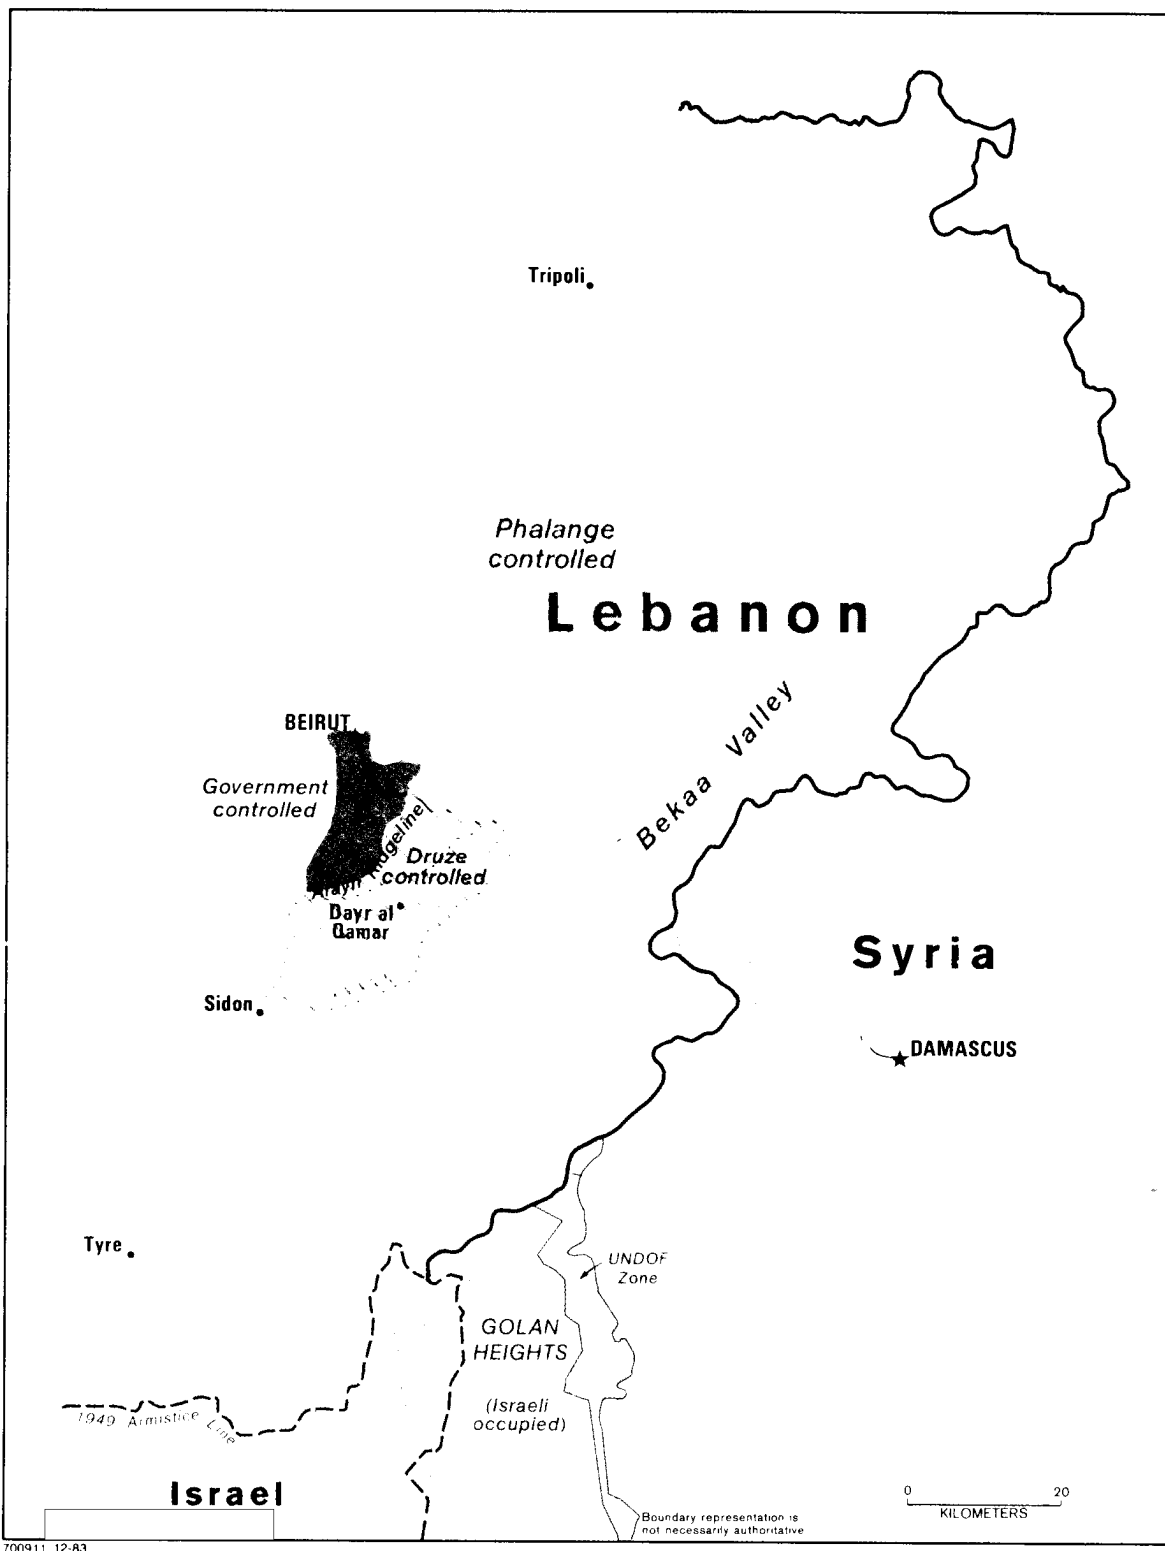 Tripoli
Phalange
controlled
Lebanon
Bekaa Valley
BEIRUT
Government
controlled
Ridgeline
Druze
controlled
Dayr al
Qamar
Syria
Sidon
DAMASCUS
Tyre
UNDOF
Zone
GOLAN
HEIGHTS
(Israeli
occupied)
1949 Armistice Line
Israel
0 20
KILOMETERS
Boundary representation is
not necessarily authoritative
700911 12-83